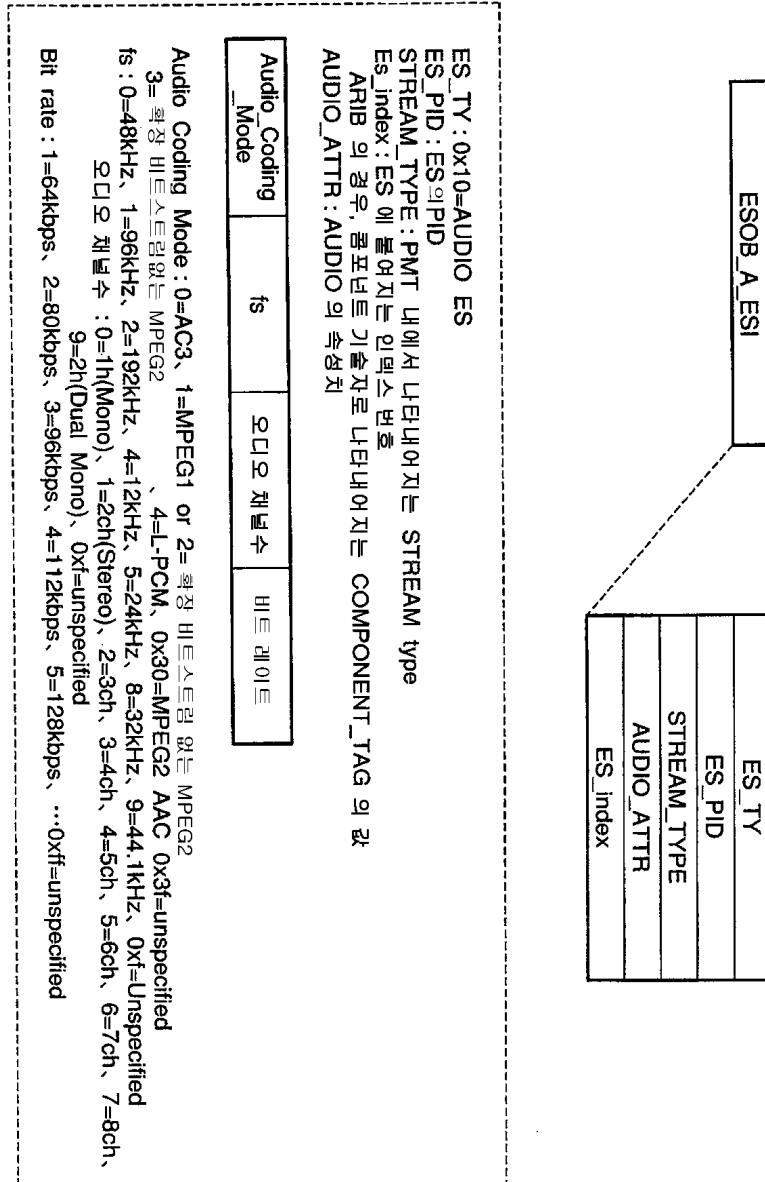 ESOB_A_ESI
ES_TY
ES_PID
STREAM_TYPE
AUDIO_ATTR
ES_index
ES_TY : 0x10=AUDIO ES
ES_PID : ES의PID
STREAM_TYPE : PMT 내에서 나타내어지는 STREAM type
Es_index : ES 에 붙여지는 인덱스 번호
ARIB 의 경우, 콤포넌트 기술자로 나타내어지는 COMPONENT_TAG 의 값
AUDIO_ATTR : AUDIO 의 속성치
Audio_Coding
_Mode
fs
오디오 채널수
비트 레이트
Audio Coding Mode : 0=AC3、1=MPEG1 or 2= 확장 비트스트림 없는 MPEG2
3= 확장 비트스트림없는 MPEG2 、4=L-PCM、0x30=MPEG2 AAC 0x3f=unspecified
fs : 0=48kHz、1=96kHz、2=192kHz、4=12kHz、5=24kHz、8=32kHz、9=44.1kHz、0xf=Unspecified
오디오 채널수 : 0=1h(Mono)、1=2ch(Stereo)、2=3ch、3=4ch、4=5ch、5=6ch、6=7ch、7=8ch、
9=2h(Dual Mono)、0xf=unspecified
Bit rate : 1=64kbps、2=80kbps、3=96kbps、4=112kbps、5=128kbps、…0xff=unspecified